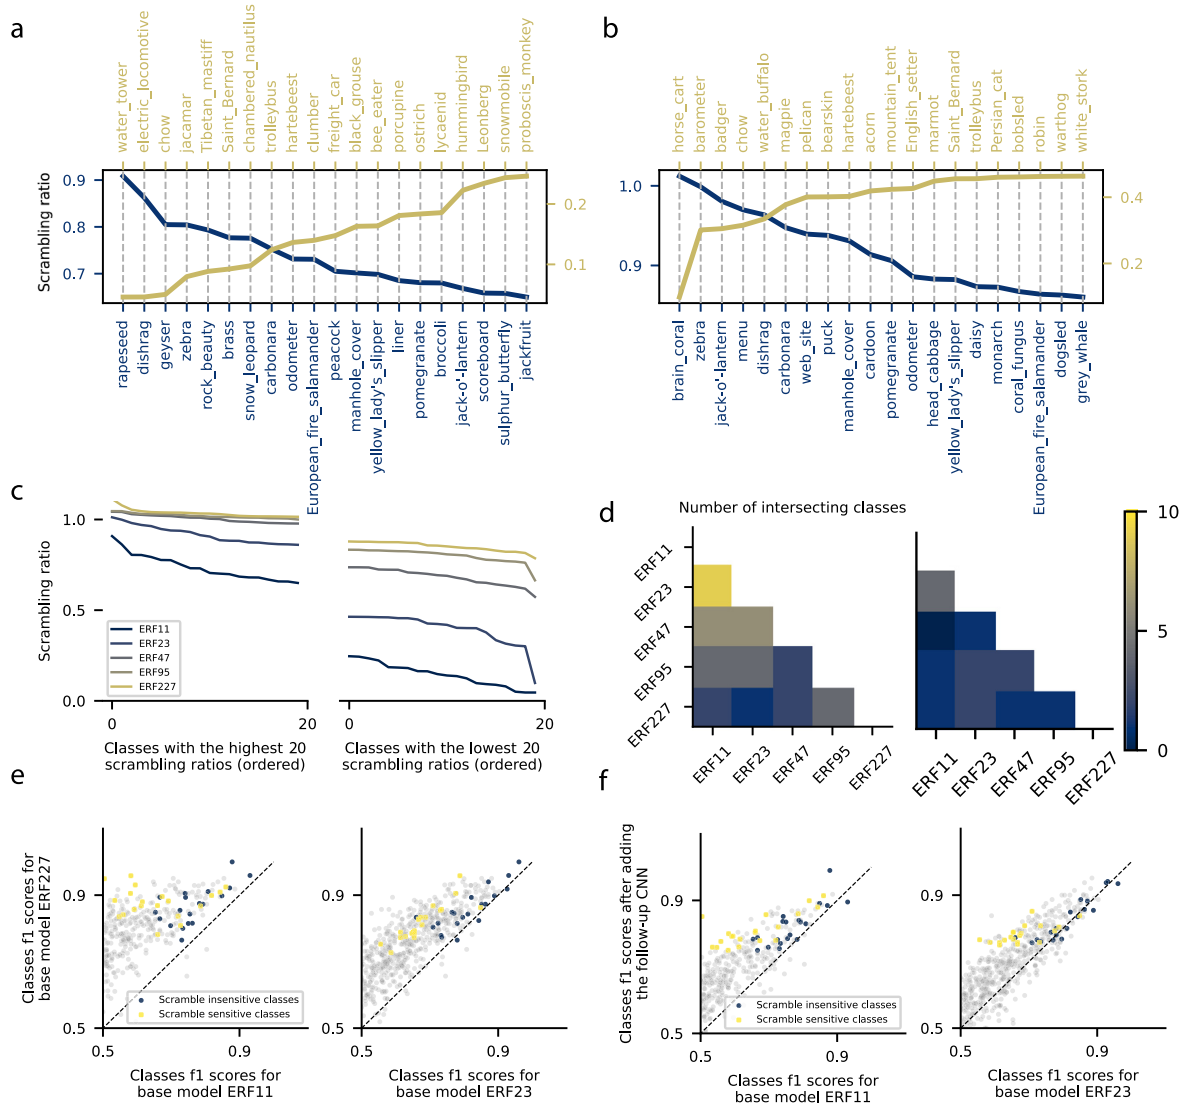 a
water_tower
electric_locomotive
chow
jacamar
Tibetan_mastiff
Saint_Bernard
chambered_nautilus
trolleybus
hartebeest
clumber
freight_car
black_grouse
bee_eater
porcupine
ostrich
lycaenid
hummingbird
Leonberg
snowmobile
proboscis_monkey
Scrambling ratio
0.9
0.8
0.7
0.2
0.1
rapeseed
dishrag
geyser
zebra
rock_beauty
brass
snow_leopard
carbonara
odometer
European_fire_salamander
peacock
manhole_cover
yellow_lady's_slipper
liner
pomegranate
broccoli
jack-o'-lantern
scoreboard
sulphur_butterfly
jackfruit
b
horse_cart
barometer
badger
chow
water_buffalo
magpie
pelican
bearskin
hartebeest
acorn
mountain_tent
English_setter
marmot
Saint_Bernard
trolleybus
Persian_cat
bobsled
robin
warthog
white_stork
1.0
0.9
0.4
0.2
brain_coral
zebra
jack-o'-lantern
menu
dishrag
carbonara
web_site
puck
manhole_cover
cardoon
pomegranate
odometer
head_cabbage
yellow_lady's_slipper
daisy
monarch
coral_fungus
European_fire_salamander
dogsled
grey_whale
c
Scrambling ratio
1.0
0.5
0.0
ERF11
ERF23
ERF47
ERF95
ERF227
0
20
0
20
Classes with the highest 20
scrambling ratios (ordered)
Classes with the lowest 20
scrambling ratios (ordered)
d
Number of intersecting classes
ERF11
ERF23
ERF47
ERF95
ERF227
ERF11
ERF23
ERF47
ERF95
ERF227
ERF11
ERF23
ERF47
ERF95
ERF227
10
5
0
e
Classes f1 scores for
base model ERF227
0.9
0.5
Scramble insensitive classes
Scramble sensitive classes
0.5
0.9
Classes f1 scores for
base model ERF11
0.9
0.5
0.5
0.9
Classes f1 scores for
base model ERF23
f
Classes f1 scores after adding
the follow-up CNN
0.9
0.5
Scramble insensitive classes
Scramble sensitive classes
0.5
0.9
Classes f1 scores for
base model ERF11
0.9
0.5
0.5
0.9
Classes f1 scores for
base model ERF23